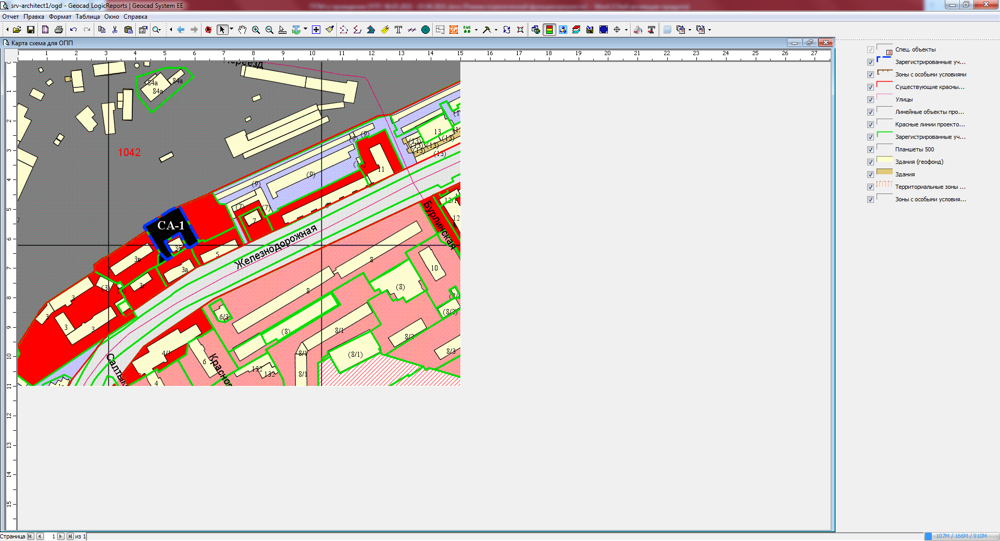 srv-architect1/ogd - Geocad LogicReports | Geocad System EE
Отчет Правка Формат Таблица Окно Справка
Карта схема для ОПП
0 1 2 3 4 5 6 7 8 9 10 11 12 13 14 15 16 17 18 19 20 21 22 23 24 25 26 27
1 2 3 4 5 6 7 8 9 10 11 12 13 14 15
Переезд
84а
84а
84а
1042
13
(13)
(13)
(13)
(13)
(13)
(13)
(9)
(9)
(9)
(9)
11
9
(7)
(7)
7
12/1
12
СА-1
3б
5
3в
3а
3г
(3)
3
3
3
3
Железнодорожная
Бурлинская
8
8
10
(8)
(8)
6/3
8/1
8/1
8/1
(8/1)
8/2
(8/2)
8/3
4/1
6
4
132
132
Салтык
Красноя
Спец. объекты
Зарегистрированные уч...
Зоны с особыми условиями
Существующие красны...
Улицы
Линейные объекты про...
Красные линии проекто...
Зарегистрированные уч...
Планшеты 500
Здания (геофонд)
Здания
Территориальные зоны ...
Зоны с особыми условия...
Страница 1 из 1
107M / 166M / 910M